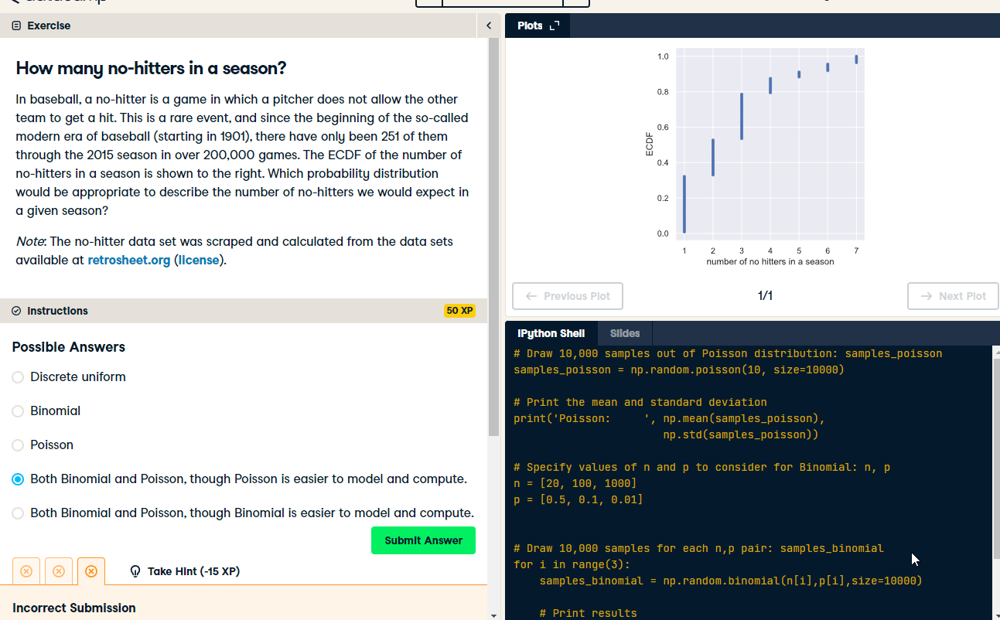 Exercise
How many no-hitters in a season?
In baseball, a no-hitter is a game in which a pitcher does not allow the other
team to get a hit. This is a rare event, and since the beginning of the so-called
modern era of baseball (starting in 1901), there have only been 251 of them
through the 2015 season in over 200,000 games. The ECDF of the number of
no-hitters in a season is shown to the right. Which probability distribution
would be appropriate to describe the number of no-hitters we would expect in
a given season?
Note: The no-hitter data set was scraped and calculated from the data sets
available at retrosheet.org (license).
Instructions
50 XP
Possible Answers
Discrete uniform
Binomial
Poisson
Both Binomial and Poisson, though Poisson is easier to model and compute.
Both Binomial and Poisson, though Binomial is easier to model and compute.
Submit Answer
Take Hint (-15 XP)
Incorrect Submission
Plots
1.0
0.8
0.6
0.4
0.2
0.0
ECDF
1 2 3 4 5 6 7
number of no hitters in a season
Previous Plot
1/1
Next Plot
IPython Shell
Slides
# Draw 10,000 samples out of Poisson distribution: samples_poisson
samples_poisson = np.random.poisson(10, size=10000)
# Print the mean and standard deviation
print('Poisson:     ', np.mean(samples_poisson),
                       np.std(samples_poisson))
# Specify values of n and p to consider for Binomial: n, p
n = [20, 100, 1000]
p = [0.5, 0.1, 0.01]
# Draw 10,000 samples for each n,p pair: samples_binomial
for i in range(3):
    samples_binomial = np.random.binomial(n[i],p[i],size=10000)
    # Print results